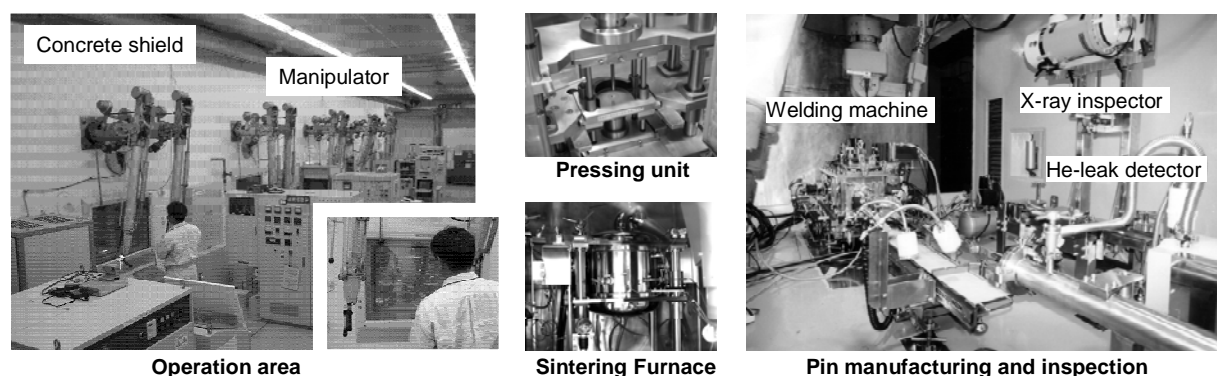 Concrete shield
Manipulator
Operation area
Pressing unit
Sintering Furnace
Welding machine
X-ray inspector
He-leak detector
Pin manufacturing and inspection